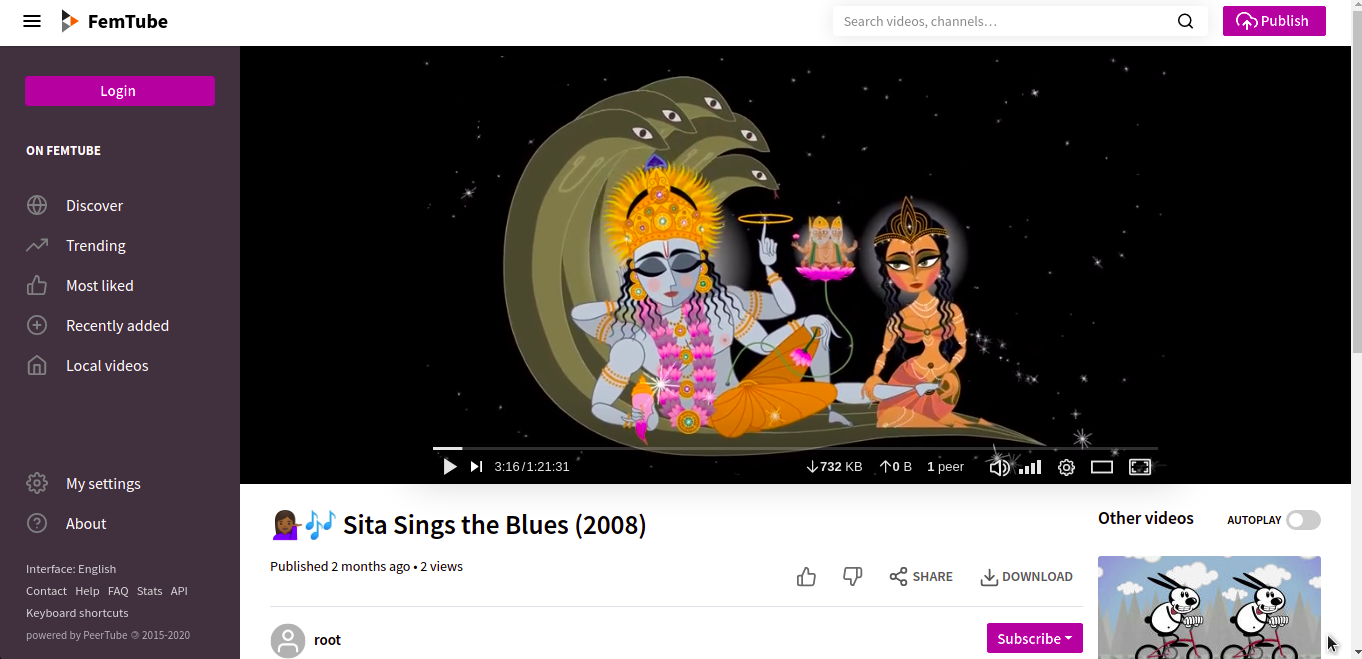 FemTube
Search videos, channels…
Publish
Login
ON FEMTUBE
Discover
Trending
Most liked
Recently added
Local videos
My settings
About
Interface: English
Contact Help FAQ Stats API
Keyboard shortcuts
powered by PeerTube © 2015-2020
3:16/1:21:31
732 KB
0 B
1 peer
💁🏾‍♀️🎶 Sita Sings the Blues (2008)
Published 2 months ago • 2 views
SHARE
DOWNLOAD
root
Subscribe
Other videos
AUTOPLAY